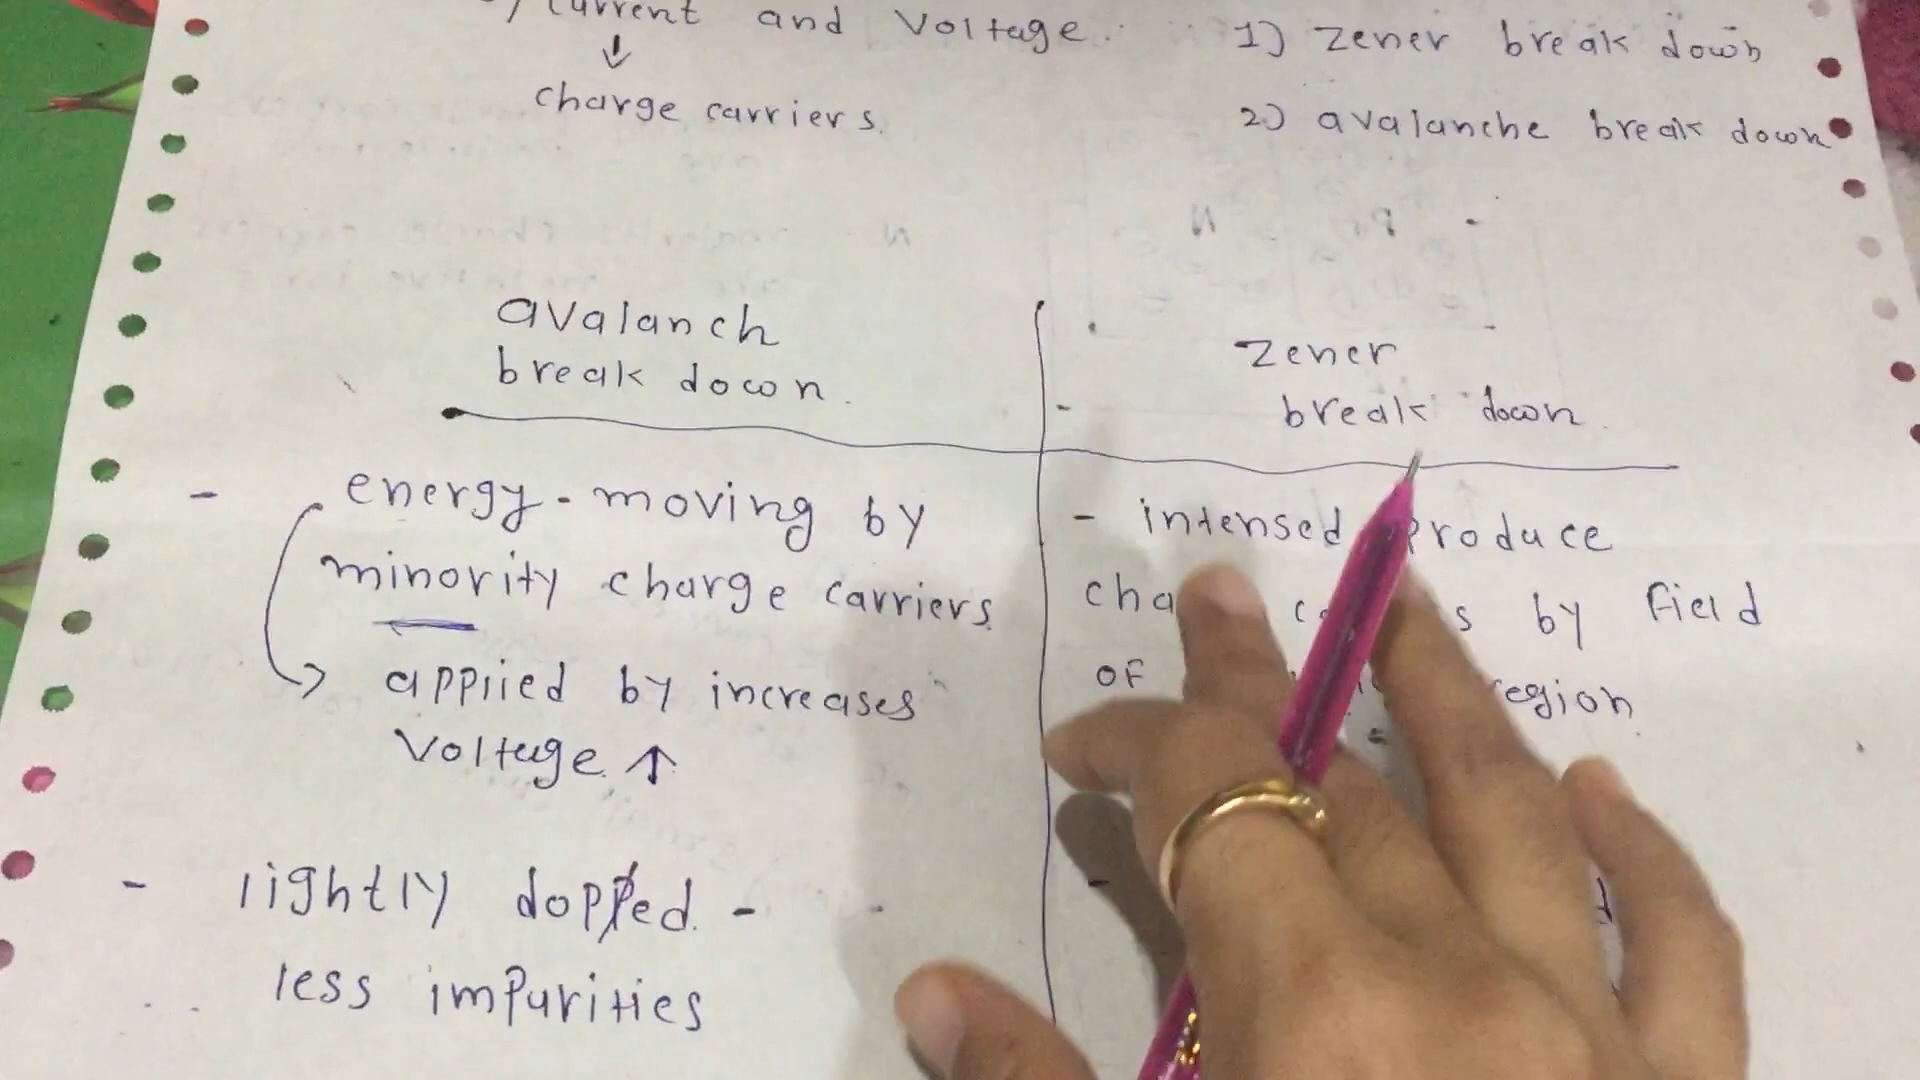 current and voltage.
charge carriers.
1) zener break down
2) avalanche break down
avalanch
break down.
zener
break down.
- energy - moving by
minority charge carriers.
applied by increases
voltage ↑
- lightly dopped -
less impurities
- intensed produce
by field
of region
-